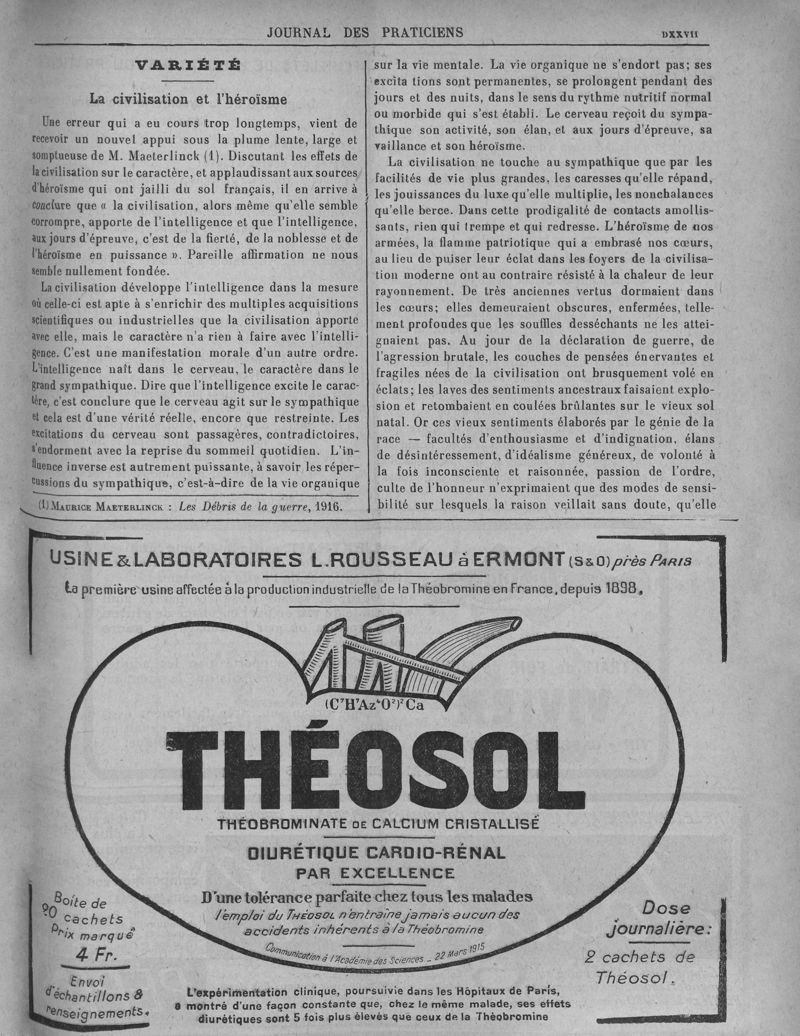 JOURNAL DES PRATICIENS
DXXVII
VARIÉTÉ
La civilisation et l'héroïsme
Une erreur qui a eu cours trop longtemps, vient de
recevoir un nouvel appui sous la plume lente, large et
somptueuse de M. Maeterlinck (1). Discutant les effets de
la civilisation sur le caractère, et applaudissant aux sources
d'héroïsme qui ont jailli du sol français, il en arrive à
conclure que « la civilisation, alors même qu'elle semble
corrompre, apporte de l'intelligence et que l'intelligence,
aux jours d'épreuve, c'est de la fierté, de la noblesse et de
l'héroïsme en puissance ». Pareille affirmation ne nous
semble nullement fondée.
La civilisation développe l'intelligence dans la mesure
où celle-ci est apte à s'enrichir des multiples acquisitions
scientifiques ou industrielles que la civilisation apporte
avec elle, mais le caractère n'a rien à faire avec l'intelli-
gence. C'est une manifestation morale d'un autre ordre.
L'intelligence naît dans le cerveau, le caractère dans le
grand sympathique. Dire que l'intelligence excite le carac-
tère, c'est conclure que le cerveau agit sur le sympathique
et cela est d'une vérité réelle, encore que restreinte. Les
excitations du cerveau sont passagères, contradictoires,
s'endorment avec la reprise du sommeil quotidien. L'in-
fluence inverse est autrement puissante, à savoir les réper-
cussions du sympathique, c'est-à-dire de la vie organique
(1) MAURICE MAETERLINCK : Les Débris de la guerre, 1916.
sur la vie mentale. La vie organique ne s'endort pas; ses
excita tions sont permanentes, se prolongent pendant des
jours et des nuits, dans le sens du rythme nutritif normal
ou morbide qui s'est établi. Le cerveau reçoit du sympa-
thique son activité, son élan, et aux jours d'épreuve, sa
vaillance et son héroïsme.
La civilisation ne touche au sympathique que par les
facilités de vie plus grandes, les caresses qu'elle répand,
les jouissances du luxe qu'elle multiplie, les nonchalances
qu'elle berce. Dans cette prodigalité de contacts amollis-
sants, rien qui trempe et qui redresse. L'héroïsme de nos
armées, la flamme patriotique qui a embrasé nos cœurs,
au lieu de puiser leur éclat dans les foyers de la civilisa-
tion moderne ont au contraire résisté à la chaleur de leur
rayonnement. De très anciennes vertus dormaient dans
les cœurs; elles demeuraient obscures, enfermées, telle-
ment profondes que les souffles desséchants ne les attei-
gnaient pas. Au jour de la déclaration de guerre, de
l'agression brutale, les couches de pensées énervantes et
fragiles nées de la civilisation ont brusquement volé en
éclats; les laves des sentiments ancestraux faisaient explo-
sion et retombaient en coulées brûlantes sur le vieux sol
natal. Or ces vieux sentiments élaborés par le génie de la
race — facultés d'enthousiasme et d'indignation, élans
de désintéressement, d'idéalisme généreux, de volonté à
la fois inconsciente et raisonnée, passion de l'ordre,
culte de l'honneur n'exprimaient que des modes de sensi-
bilité sur lesquels la raison veillait sans doute, qu'elle
USINE & LABORATOIRES L. ROUSSEAU à ERMONT (S&O) près PARIS
La première usine affectée à la production industrielle de la Théobromine en France, depuis 1898.
(C⁷H⁷Az⁴O²)² Ca
THÉOSOL
THÉOBROMINATE DE CALCIUM CRISTALLISÉ
DIURÉTIQUE CARDIO-RÉNAL
PAR EXCELLENCE
D'une tolérance parfaite chez tous les malades
l'emploi du THÉOSOL n'entraîne jamais aucun des
accidents inhérents à la Théobromine
Communication à l'Académie des Sciences - 22 Mars 1915
Boîte de
20 cachets
Prix marqué
4 Fr.
Envoi
d'échantillons &
renseignements.
Dose
journalière:
2 cachets de
Théosol.
L'expérimentation clinique, poursuivie dans les Hôpitaux de Paris,
a montré d'une façon constante que, chez le même malade, ses effets
diurétiques sont 5 fois plus élevés que ceux de la Théobromine